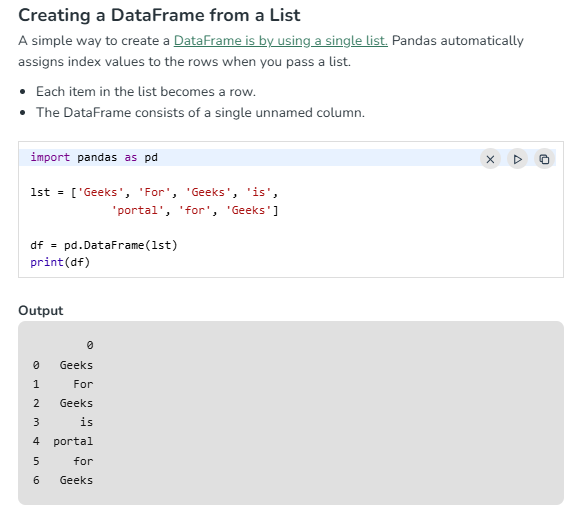 Creating a DataFrame from a List
A simple way to create a DataFrame is by using a single list. Pandas automatically
assigns index values to the rows when you pass a list.
• Each item in the list becomes a row.
• The DataFrame consists of a single unnamed column.
import pandas as pd
lst = ['Geeks', 'For', 'Geeks', 'is',
            'portal', 'for', 'Geeks']
df = pd.DataFrame(lst)
print(df)
Output
        0
0   Geeks
1     For
2   Geeks
3      is
4  portal
5     for
6   Geeks